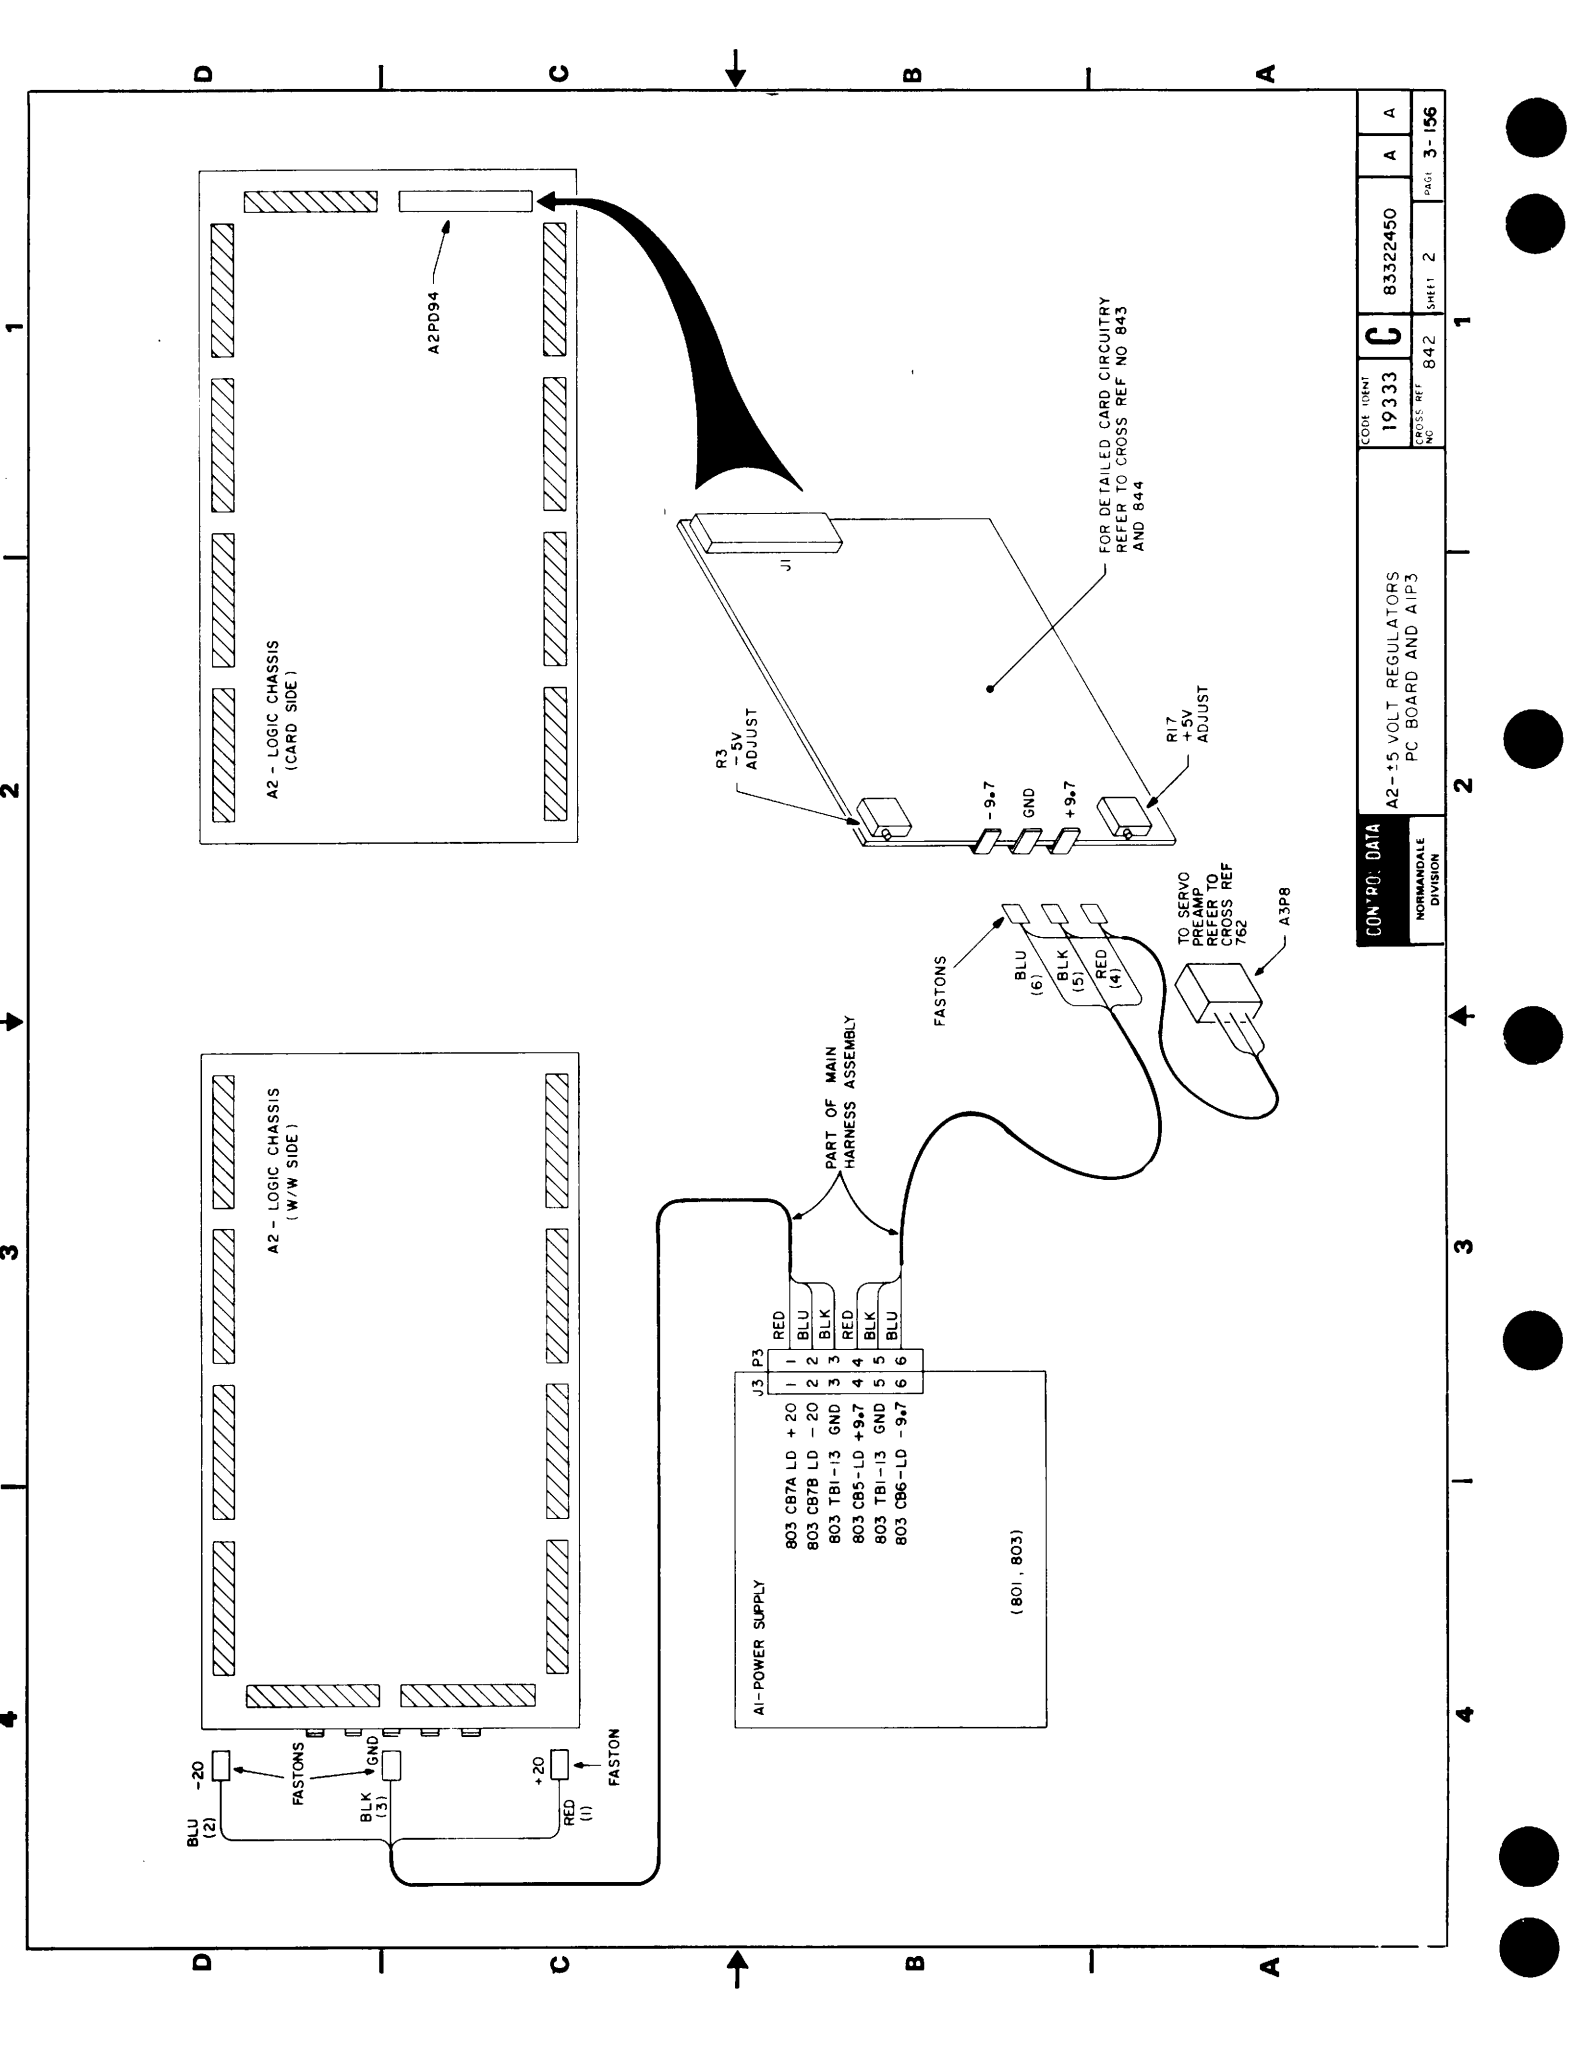 D
C
B
A
4
3
2
1
BLU
(2)
-20
FASTONS
BLK
(3)
GND
RED
(1)
+20
FASTON
A2 - LOGIC CHASSIS
(W/W SIDE)
A2 - LOGIC CHASSIS
(CARD SIDE)
A2PD94
A1-POWER SUPPLY
J3 P3
803 CB7A LD +20 1 1 RED
803 CB7B LD -20 2 2 BLU
803 TB1-13 GND 3 3 BLK
803 CB5-LD +9.7 4 4 RED
803 TB1-13 GND 5 5 BLK
803 CB6-LD -9.7 6 6 BLU
(801, 803)
PART OF MAIN
HARNESS ASSEMBLY
FASTONS
BLU
(6)
BLK
(5)
RED
(4)
TO SERVO
PREAMP
REFER TO
CROSS REF
762
A3P8
R3
-5V
ADJUST
-9.7
GND
+9.7
R17
+5V
ADJUST
J1
FOR DETAILED CARD CIRCUITRY
REFER TO CROSS REF NO 843
AND 844
CONTROL DATA
NORMANDALE
DIVISION
A2-±5 VOLT REGULATORS
PC BOARD AND A1P3
CODE IDENT
19333
C
83322450
A
A
CROSS REF
NO
842
SHEET 2
PAGE 3-156
D
C
B
A
4
3
2
1